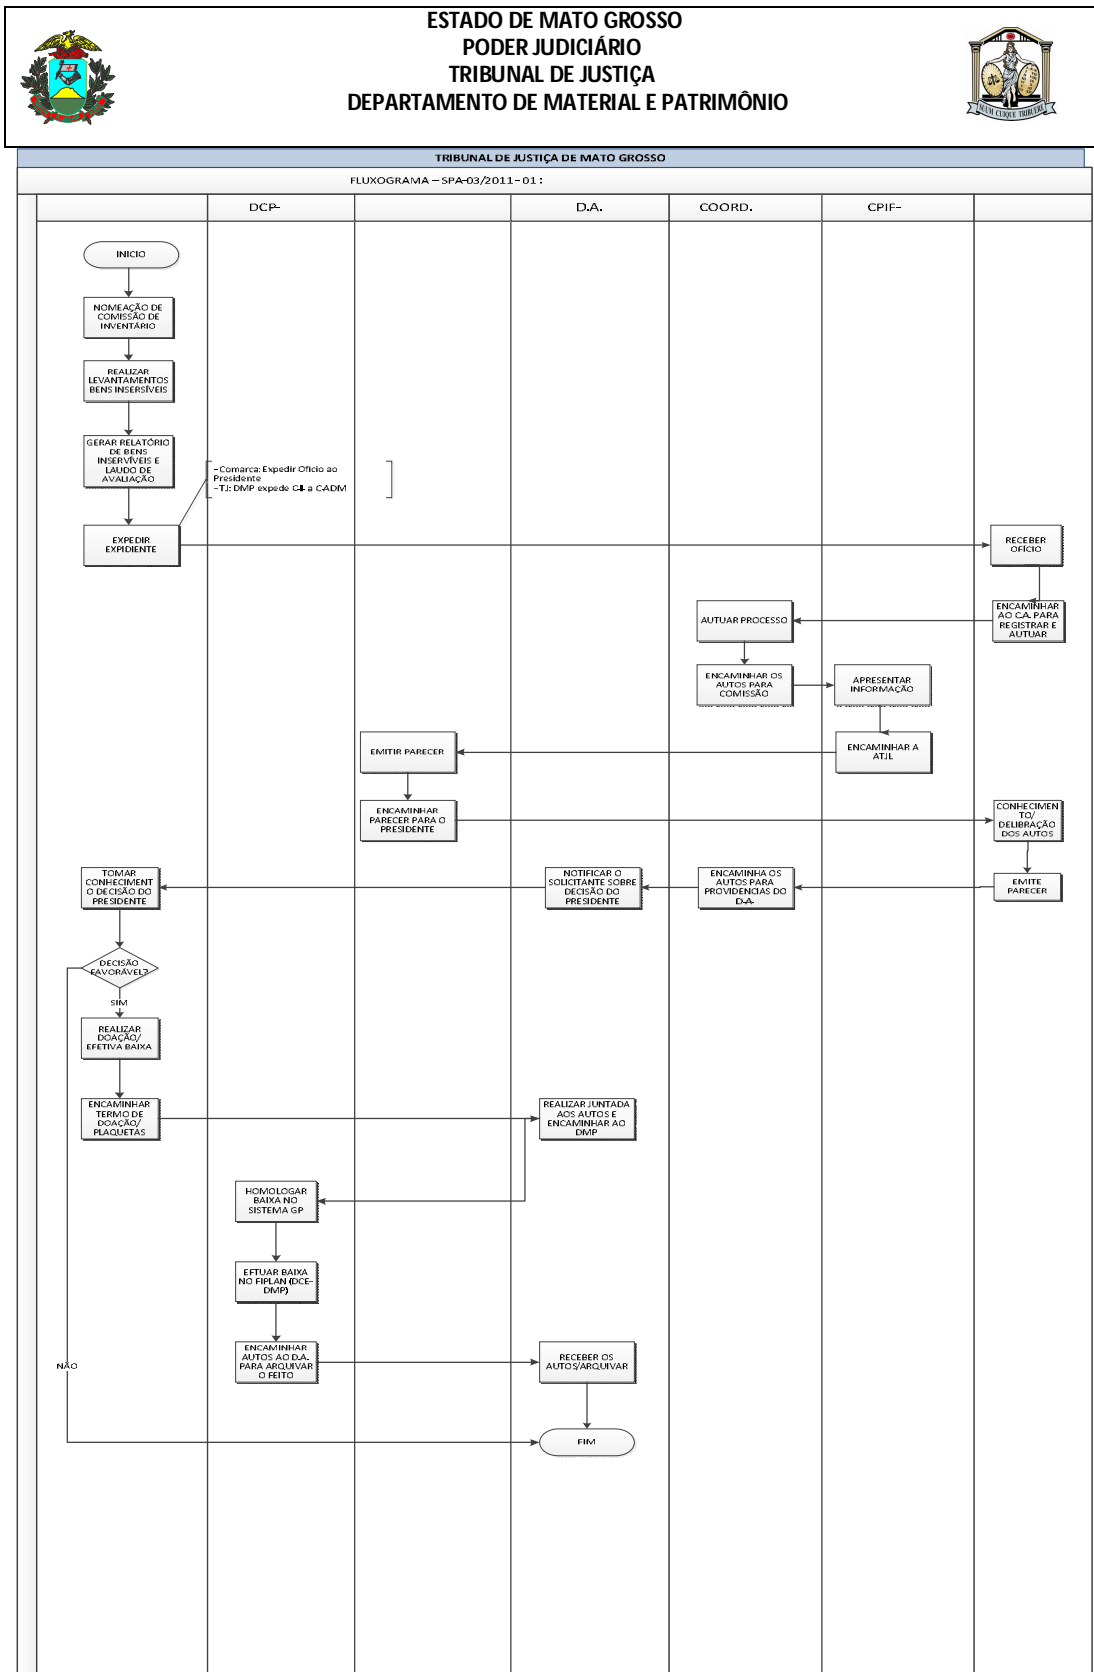 ESTADO DE MATO GROSSO
PODER JUDICIÁRIO
TRIBUNAL DE JUSTIÇA
DEPARTAMENTO DE MATERIAL E PATRIMÔNIO
SUUM CUIQUE TRIBUERE
TRIBUNAL DE JUSTIÇA DE MATO GROSSO
FLUXOGRAMA – SPA-03/2011-01:
DCP-
D.A.
COORD.
CPIF-
INICIO
NOMEAÇÃO DE
COMISSÃO DE
INVENTÁRIO
REALIZAR
LEVANTAMENTOS
BENS INSERSÍVEIS
GERAR RELATÓRIO
DE BENS
INSERVÍVEIS E
LAUDO DE
AVALIAÇÃO
- Comarca: Expedir Oficio ao
Presidente
- TJ: DMP expede CI a CADM
EXPEDIR
EXPIDIENTE
RECEBER
OFÍCIO
ENCAMINHAR
AO C.A. PARA
REGISTRAR E
AUTUAR
AUTUAR PROCESSO
ENCAMINHAR OS
AUTOS PARA
COMISSÃO
APRESENTAR
INFORMAÇÃO
ENCAMINHAR A
ATJL
EMITIR PARECER
ENCAMINHAR
PARECER PARA O
PRESIDENTE
CONHECIMEN
TO/
DELIBRAÇÃO
DOS AUTOS
EMITE
PARECER
ENCAMINHA OS
AUTOS PARA
PROVIDENCIAS DO
D.A.
NOTIFICAR O
SOLICITANTE SOBRE
DECISÃO DO
PRESIDENTE
TOMAR
CONHECIMENT
O DECISÃO DO
PRESIDENTE
DECISÃO
FAVORÁVEL?
SIM
REALIZAR
DOAÇÃO/
EFETIVA BAIXA
ENCAMINHAR
TERMO DE
DOAÇÃO/
PLAQUETAS
REALIZAR JUNTADA
AOS AUTOS E
ENCAMINHAR AO
DMP
HOMOLOGAR
BAIXA NO
SISTEMA GP
EFTUAR BAIXA
NO FIPLAN (DCE-
DMP)
ENCAMINHAR
AUTOS AO D.A.
PARA ARQUIVAR
O FEITO
RECEBER OS
AUTOS/ARQUIVAR
NÃO
FIM